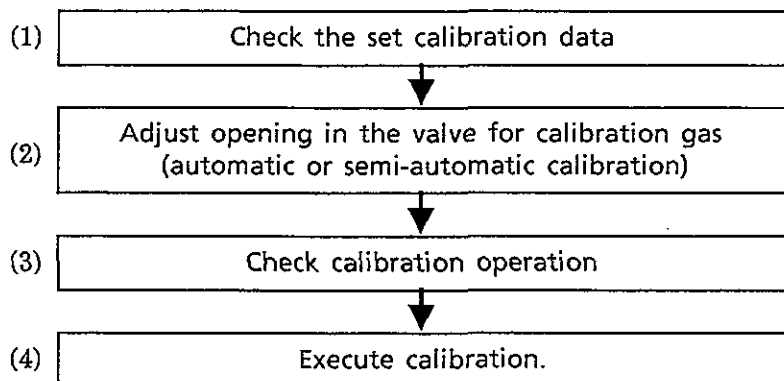 (1) Check the set calibration data
(2) Adjust opening in the valve for calibration gas
(automatic or semi-automatic calibration)
(3) Check calibration operation
(4) Execute calibration.